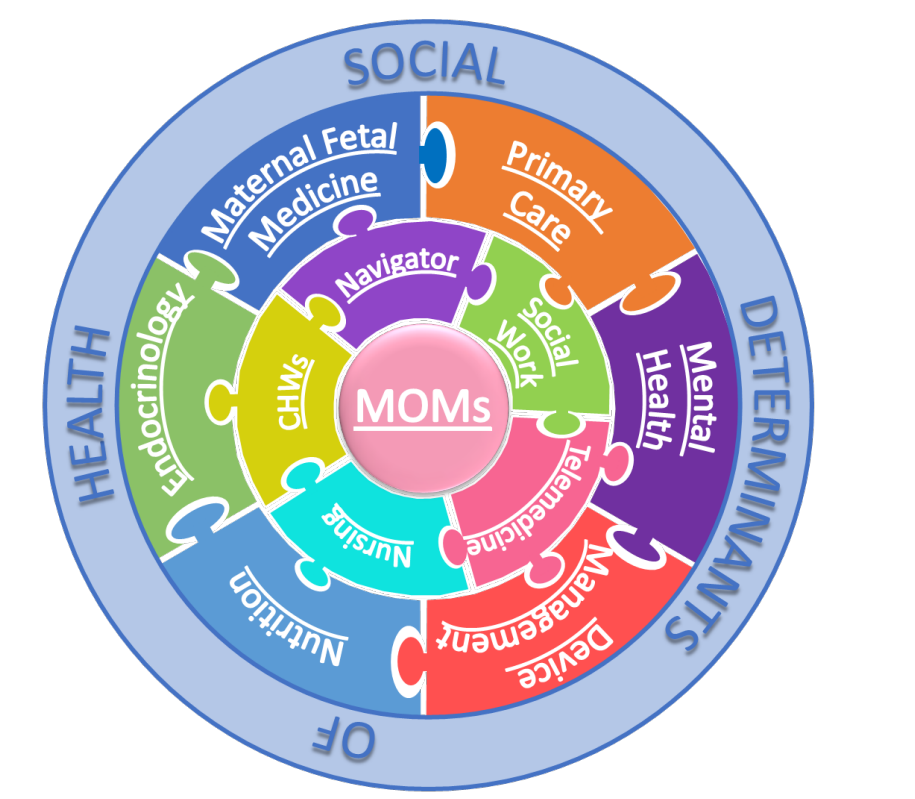 SOCIAL
DETERMINANTS
OF
HEALTH
Maternal Fetal
Medicine
Primary
Care
Mental
Health
Device
Management
Nutrition
Endocrinology
Navigator
Social
Work
Telemedicine
Nursing
CHWs
MOMs